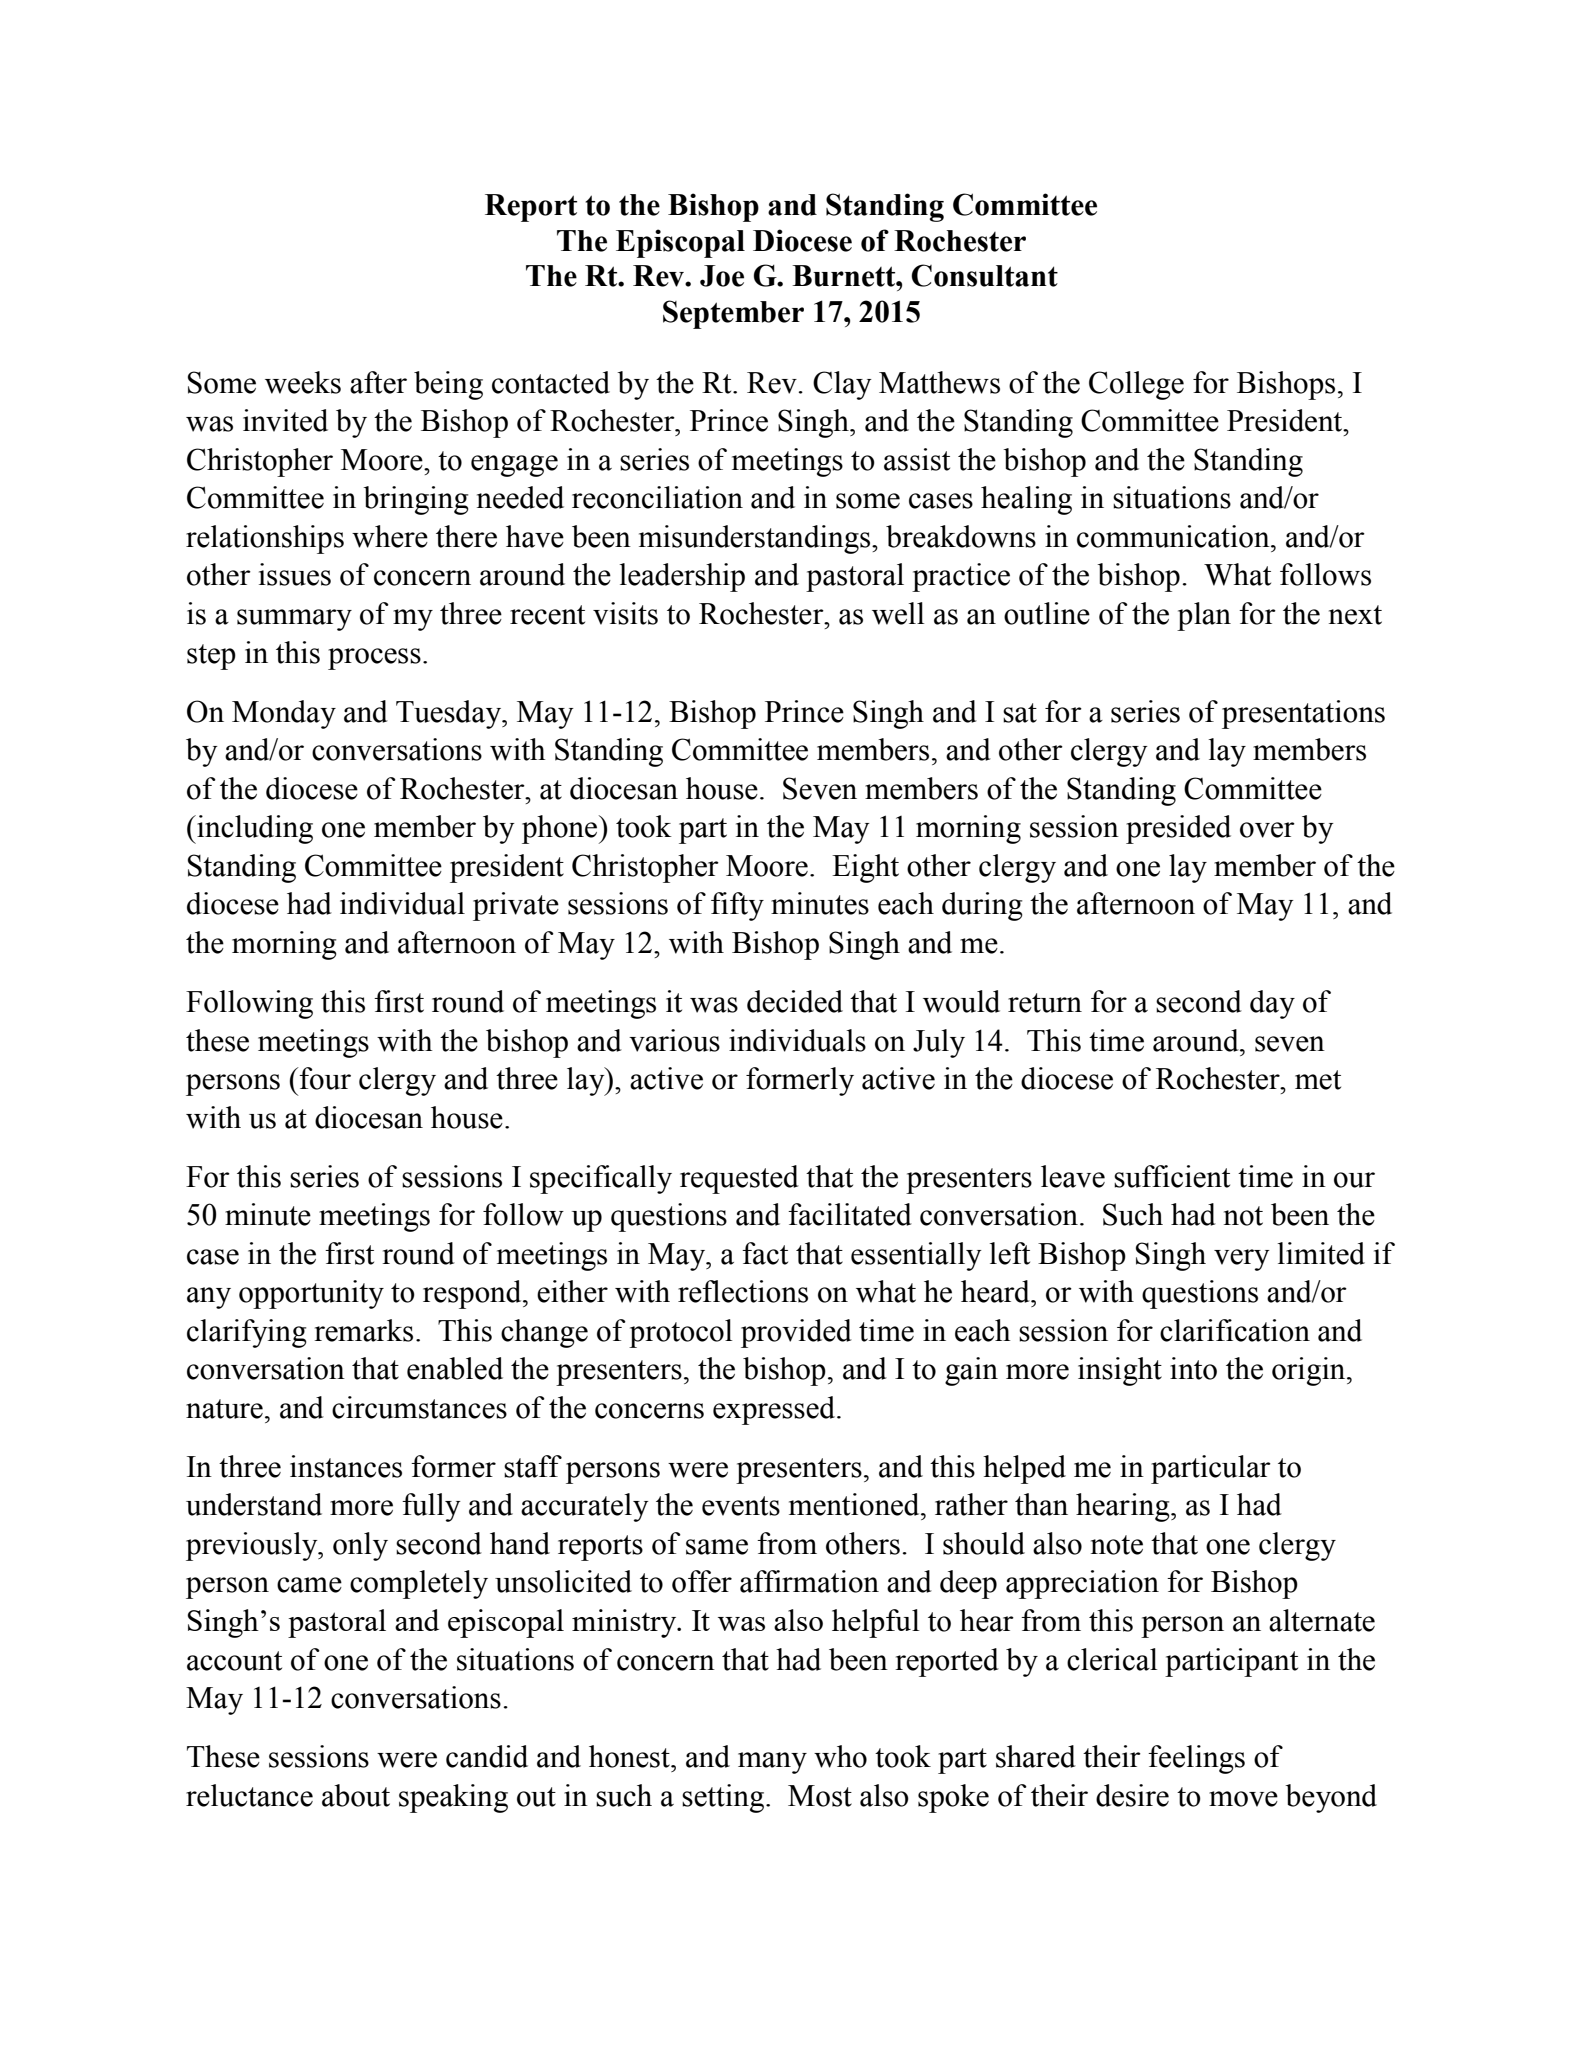 Report to the Bishop and Standing Committee
The Episcopal Diocese of Rochester
The Rt. Rev. Joe G. Burnett, Consultant
September 17, 2015
Some weeks after being contacted by the Rt. Rev. Clay Matthews of the College for Bishops, I
was invited by the Bishop of Rochester, Prince Singh, and the Standing Committee President,
Christopher Moore, to engage in a series of meetings to assist the bishop and the Standing
Committee in bringing needed reconciliation and in some cases healing in situations and/or
relationships where there have been misunderstandings, breakdowns in communication, and/or
other issues of concern around the leadership and pastoral practice of the bishop.  What follows
is a summary of my three recent visits to Rochester, as well as an outline of the plan for the next
step in this process.
On Monday and Tuesday, May 11-12, Bishop Prince Singh and I sat for a series of presentations
by and/or conversations with Standing Committee members, and other clergy and lay members
of the diocese of Rochester, at diocesan house.  Seven members of the Standing Committee
(including one member by phone) took part in the May 11 morning session presided over by
Standing Committee president Christopher Moore.  Eight other clergy and one lay member of the
diocese had individual private sessions of fifty minutes each during the afternoon of May 11, and
the morning and afternoon of May 12, with Bishop Singh and me.
Following this first round of meetings it was decided that I would return for a second day of
these meetings with the bishop and various individuals on July 14.  This time around, seven
persons (four clergy and three lay), active or formerly active in the diocese of Rochester, met
with us at diocesan house.
For this series of sessions I specifically requested that the presenters leave sufficient time in our
50 minute meetings for follow up questions and facilitated conversation.  Such had not been the
case in the first round of meetings in May, a fact that essentially left Bishop Singh very limited if
any opportunity to respond, either with reflections on what he heard, or with questions and/or
clarifying remarks.  This change of protocol provided time in each session for clarification and
conversation that enabled the presenters, the bishop, and I to gain more insight into the origin,
nature, and circumstances of the concerns expressed.
In three instances former staff persons were presenters, and this helped me in particular to
understand more fully and accurately the events mentioned, rather than hearing, as I had
previously, only second hand reports of same from others.  I should also note that one clergy
person came completely unsolicited to offer affirmation and deep appreciation for Bishop
Singh’s pastoral and episcopal ministry. It was also helpful to hear from this person an alternate
account of one of the situations of concern that had been reported by a clerical participant in the
May 11-12 conversations.
These sessions were candid and honest, and many who took part shared their feelings of
reluctance about speaking out in such a setting.  Most also spoke of their desire to move beyond